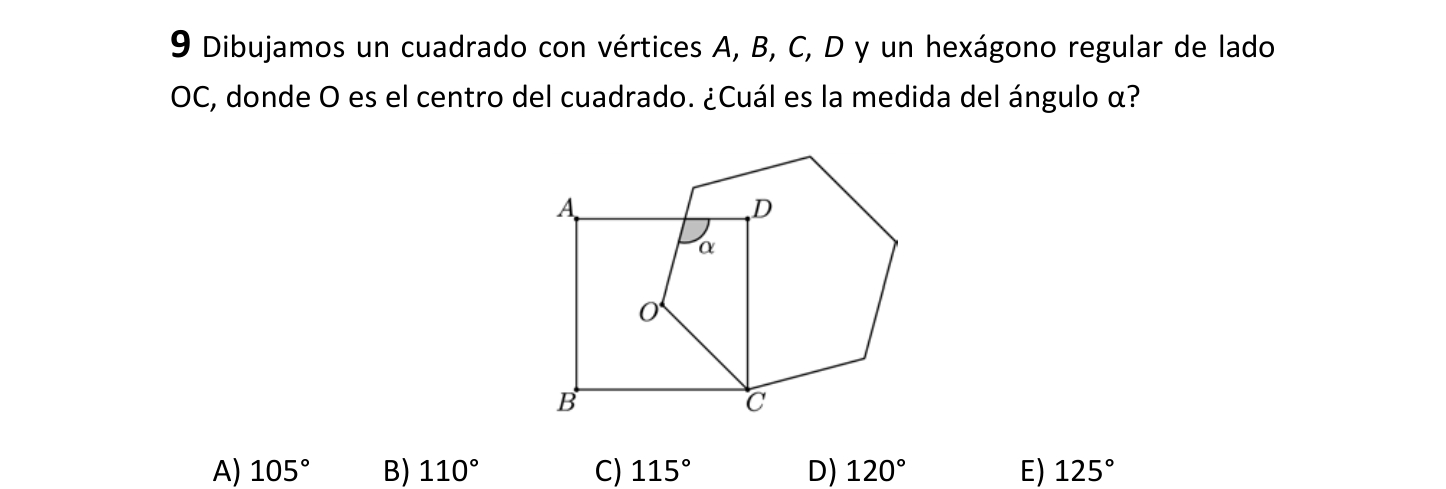 9 Dibujamos un cuadrado con vértices A, B, C, D y un hexágono regular de lado
OC, donde O es el centro del cuadrado. ¿Cuál es la medida del ángulo α?
A
D
α
O
B
C
A) 105° B) 110° C) 115° D) 120° E) 125°